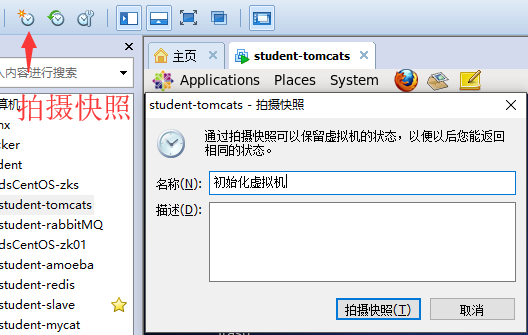 主页
student-tomcats
入内容进行搜索
Applications Places System
算机
拍摄快照
nx
cker
dent
dsCentOS-zks
student-tomcats
student-rabbitMQ
dsCentOS-zk01
student-amoeba
student-redis
student-slave
student-mycat
student-tomcats - 拍摄快照
通过拍摄快照可以保留虚拟机的状态，以便以后您能返回
相同的状态。
名称(N):
初始化虚拟机
描述(D):
拍摄快照(T)
取消